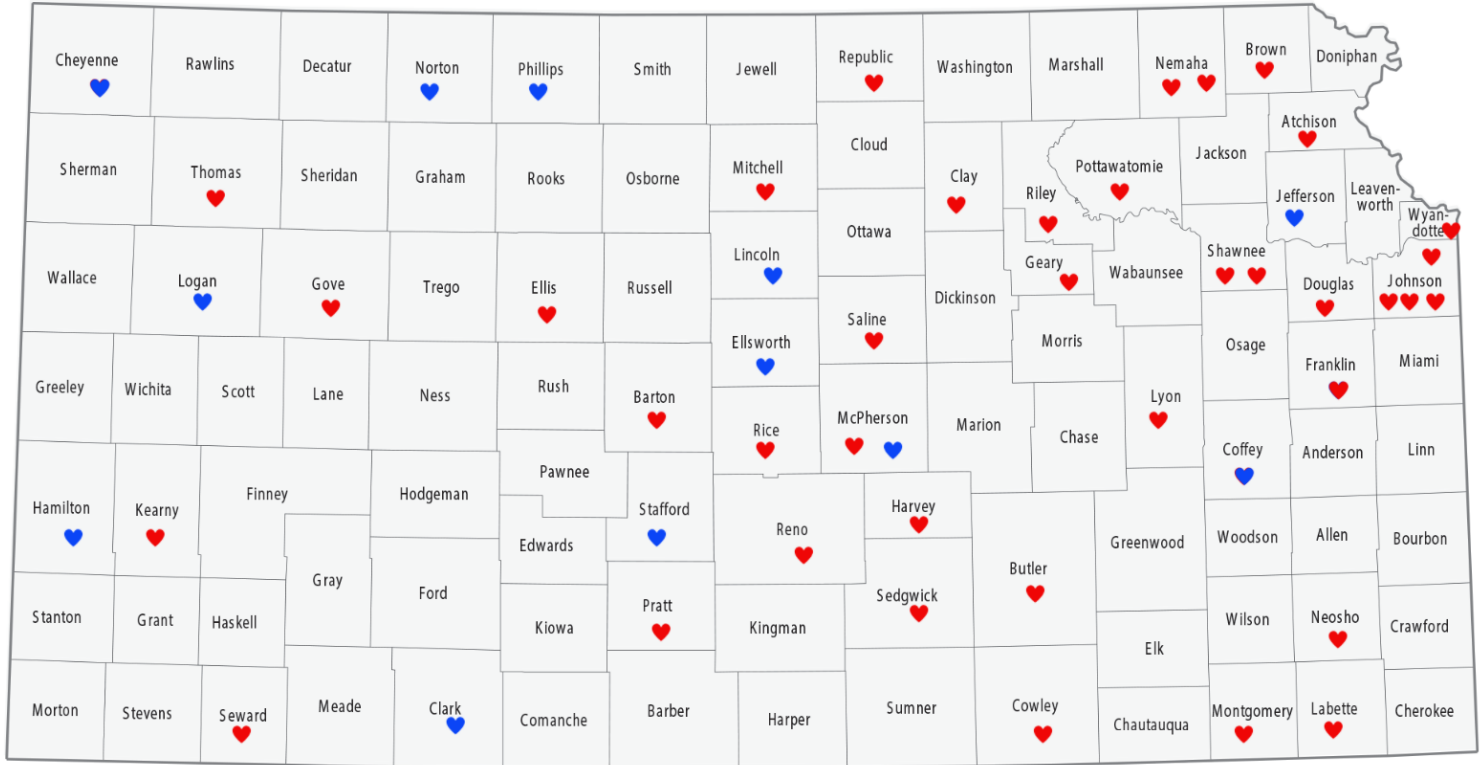 Cheyenne
Rawlins
Decatur
Norton
Phillips
Smith
Jewell
Republic
Washington
Marshall
Nemaha
Brown
Doniphan
Sherman
Thomas
Sheridan
Graham
Rooks
Osborne
Mitchell
Cloud
Clay
Riley
Pottawatomie
Jackson
Atchison
Jefferson
Leaven-
worth
Wyan-
dotte
Wallace
Logan
Gove
Trego
Ellis
Russell
Lincoln
Ottawa
Dickinson
Geary
Wabaunsee
Shawnee
Douglas
Johnson
Ellsworth
Saline
Morris
Osage
Franklin
Miami
Greeley
Wichita
Scott
Lane
Ness
Rush
Barton
Rice
McPherson
Marion
Chase
Lyon
Coffey
Anderson
Linn
Hamilton
Kearny
Finney
Hodgeman
Pawnee
Stafford
Edwards
Reno
Harvey
Butler
Greenwood
Woodson
Allen
Bourbon
Stanton
Grant
Haskell
Gray
Ford
Kiowa
Pratt
Kingman
Sedgwick
Elk
Wilson
Neosho
Crawford
Morton
Stevens
Seward
Meade
Clark
Comanche
Barber
Harper
Sumner
Cowley
Chautauqua
Montgomery
Labette
Cherokee